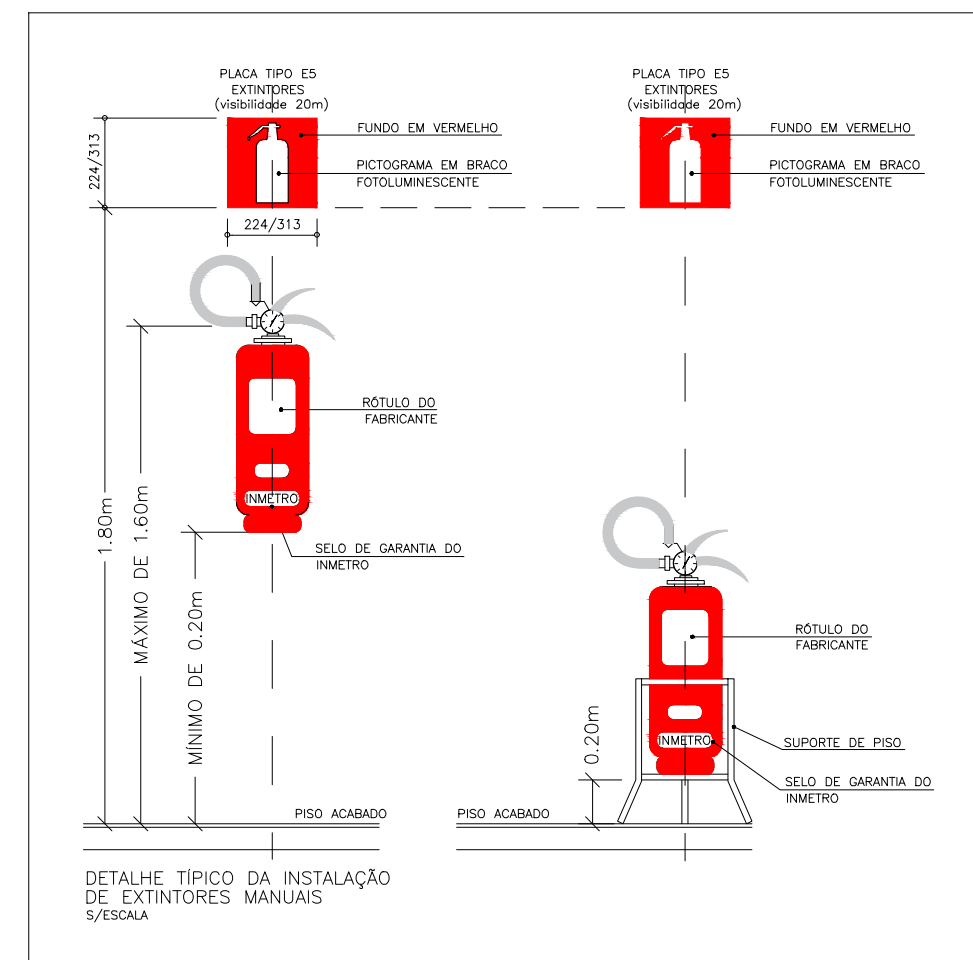 PLACA TIPO E5
EXTINTORES
(visibilidade 20m)
FUNDO EM VERMELHO
PICTOGRAMA EM BRACO
FOTOLUMINESCENTE
224/313
224/313
PLACA TIPO E5
EXTINTORES
(visibilidade 20m)
FUNDO EM VERMELHO
PICTOGRAMA EM BRACO
FOTOLUMINESCENTE
1.80m
MÁXIMO DE 1.60m
MÍNIMO DE 0.20m
RÓTULO DO
FABRICANTE
INMETRO
SELO DE GARANTIA DO
INMETRO
PISO ACABADO
RÓTULO DO
FABRICANTE
0.20m
INMETRO
SUPORTE DE PISO
SELO DE GARANTIA DO
INMETRO
PISO ACABADO
DETALHE TÍPICO DA INSTALAÇÃO
DE EXTINTORES MANUAIS
S/ESCALA